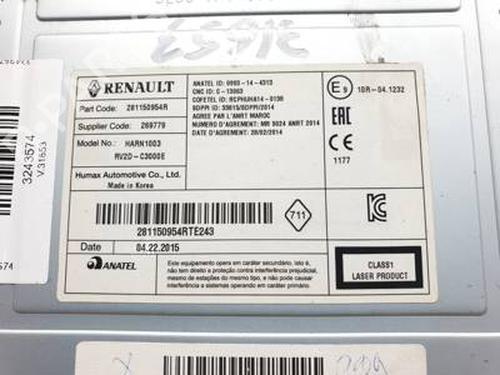 RENAULT
Part Code: 281150954R
Supplier Code: 269779
Model No.: HARN1003
RV2D-C3000E
Humax Automotive Co., Ltd.
Made in Korea
ANATEL ID: 0993-14-4313
CNC ID: C-13063
COFETEL ID: RCPHUHA14-0136
SDPPI ID: 35615/SDPPI/2014
AGREE PAR L'ANRT MAROC
NUMERO D'AGREMENT: MR 9024 ANRT 2014
DATE D'AGREMENT: 28/02/2014
E9
10R-04.1232
EAC
CE
1177
711
281150954RTE243
Date 04.22.2015
ANATEL
Este equipamento opera em caráter secundário, isto é, não tem
direito de proteção contra interferência prejudicial, mesmo de
estações do mesmo tipo, e não pode causar interferência
a sistemas operando em caráter primário.
CLASS1
LASER PRODUCT
3243574
V.31653